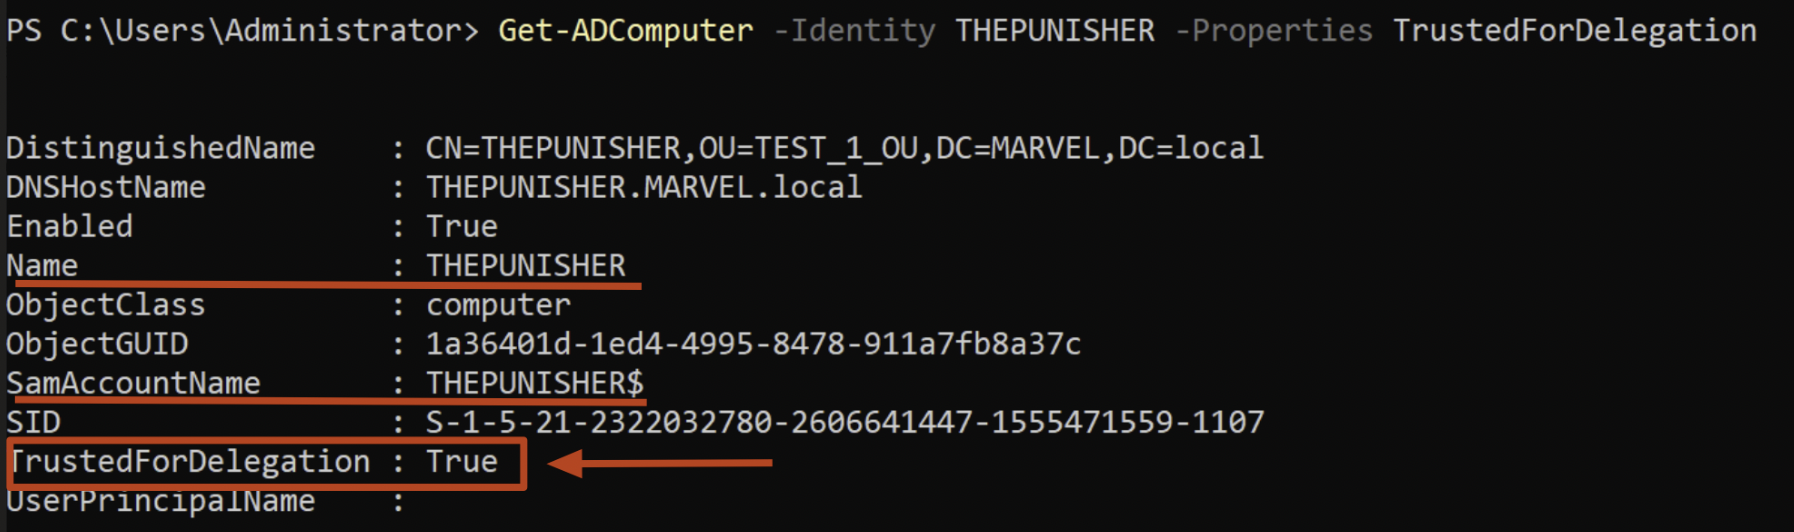 PS C:\Users\Administrator> Get-ADComputer -Identity THEPUNISHER -Properties TrustedForDelegation
DistinguishedName : CN=THEPUNISHER,OU=TEST_1_OU,DC=MARVEL,DC=local
DNSHostName : THEPUNISHER.MARVEL.local
Enabled : True
Name : THEPUNISHER
ObjectClass : computer
ObjectGUID : 1a36401d-1ed4-4995-8478-911a7fb8a37c
SamAccountName : THEPUNISHER$
SID : S-1-5-21-2322032780-2606641447-1555471559-1107
TrustedForDelegation : True
UserPrincipalName :